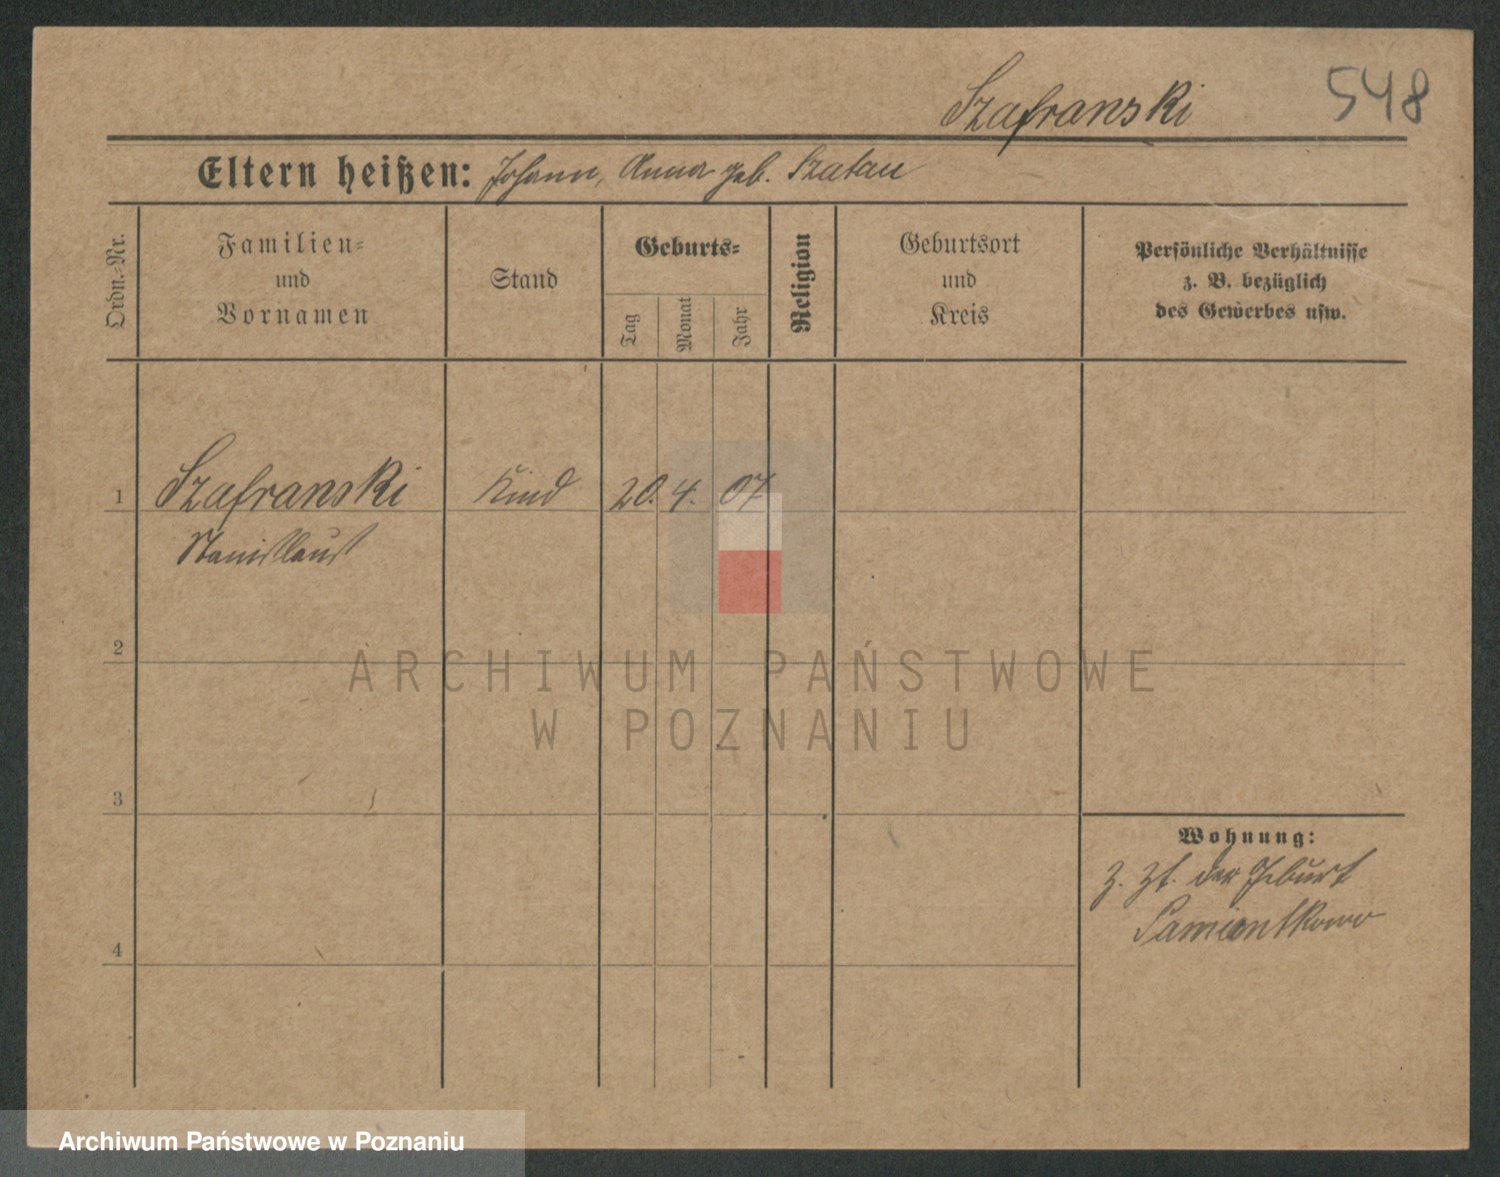 Szafranski
548
Eltern heißen: Johann, Anna geb. Szatau
Ordn.-Nr.
Familien-
und
Vornamen
Stand
Geburts-
Tag
Monat
Jahr
Religion
Geburtsort
und
Kreis
Persönliche Verhältnisse
z. B. bezüglich
des Gewerbes usw.
1 Szafranski Kind 20. 4. 07
Stanislaus
2
3
4
Wohnung:
z. Zt. der Geburt
Samiontkowo
ARCHIWUM PAŃSTWOWE
W POZNANIU
Archiwum Państwowe w Poznaniu